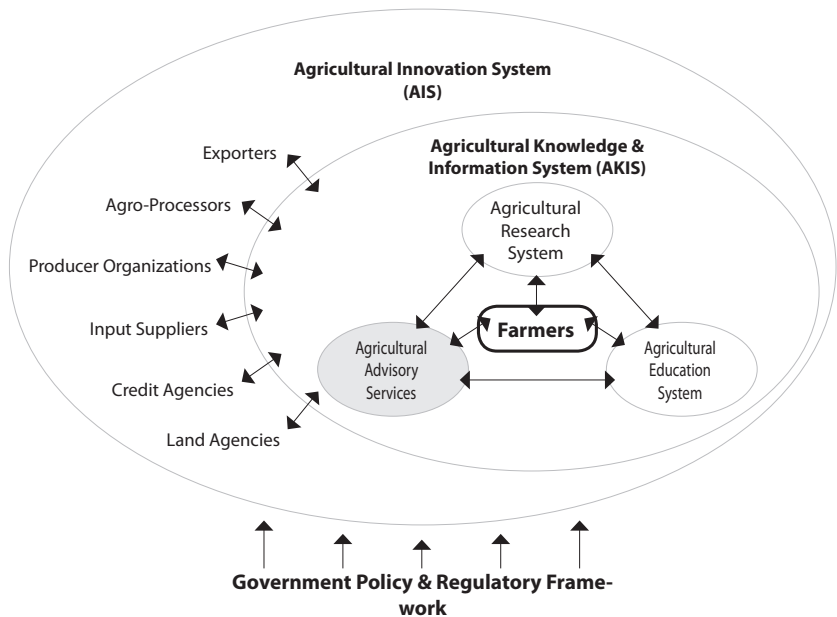 Agricultural Innovation System
(AIS)
Agricultural Knowledge &
Information System (AKIS)
Exporters
Agro-Processors
Producer Organizations
Input Suppliers
Credit Agencies
Land Agencies
Agricultural
Research
System
Farmers
Agricultural
Advisory
Services
Agricultural
Education
System
Government Policy & Regulatory Frame-
work